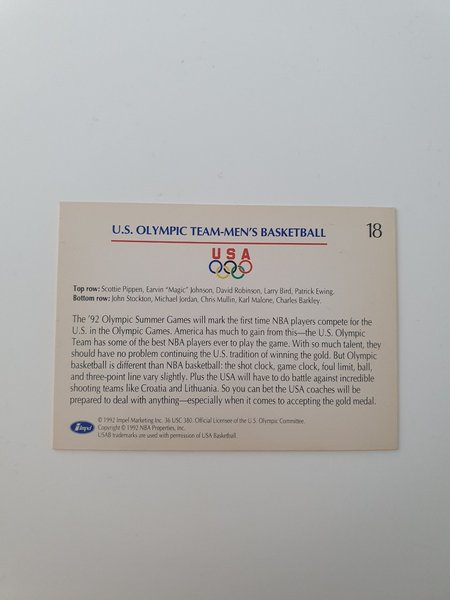 U.S. OLYMPIC TEAM-MEN'S BASKETBALL
18
USA
Top row: Scottie Pippen, Earvin "Magic" Johnson, David Robinson, Larry Bird, Patrick Ewing.
Bottom row: John Stockton, Michael Jordan, Chris Mullin, Karl Malone, Charles Barkley.
The '92 Olympic Summer Games will mark the first time NBA players compete for the
U.S. in the Olympic Games. America has much to gain from this—the U.S. Olympic
Team has some of the best NBA players ever to play the game. With so much talent, they
should have no problem continuing the U.S. tradition of winning the gold. But Olympic
basketball is different than NBA basketball: the shot clock, game clock, foul limit, ball,
and three-point line vary slightly. Plus the USA will have to do battle against incredible
shooting teams like Croatia and Lithuania. So you can bet the USA coaches will be
prepared to deal with anything—especially when it comes to accepting the gold medal.
Impel
© 1992 Impel Marketing Inc. 36 USC 380. Official Licensee of the U.S. Olympic Committee.
Copyright © 1992 NBA Properties, Inc.
USAB trademarks are used with permission of USA Basketball.